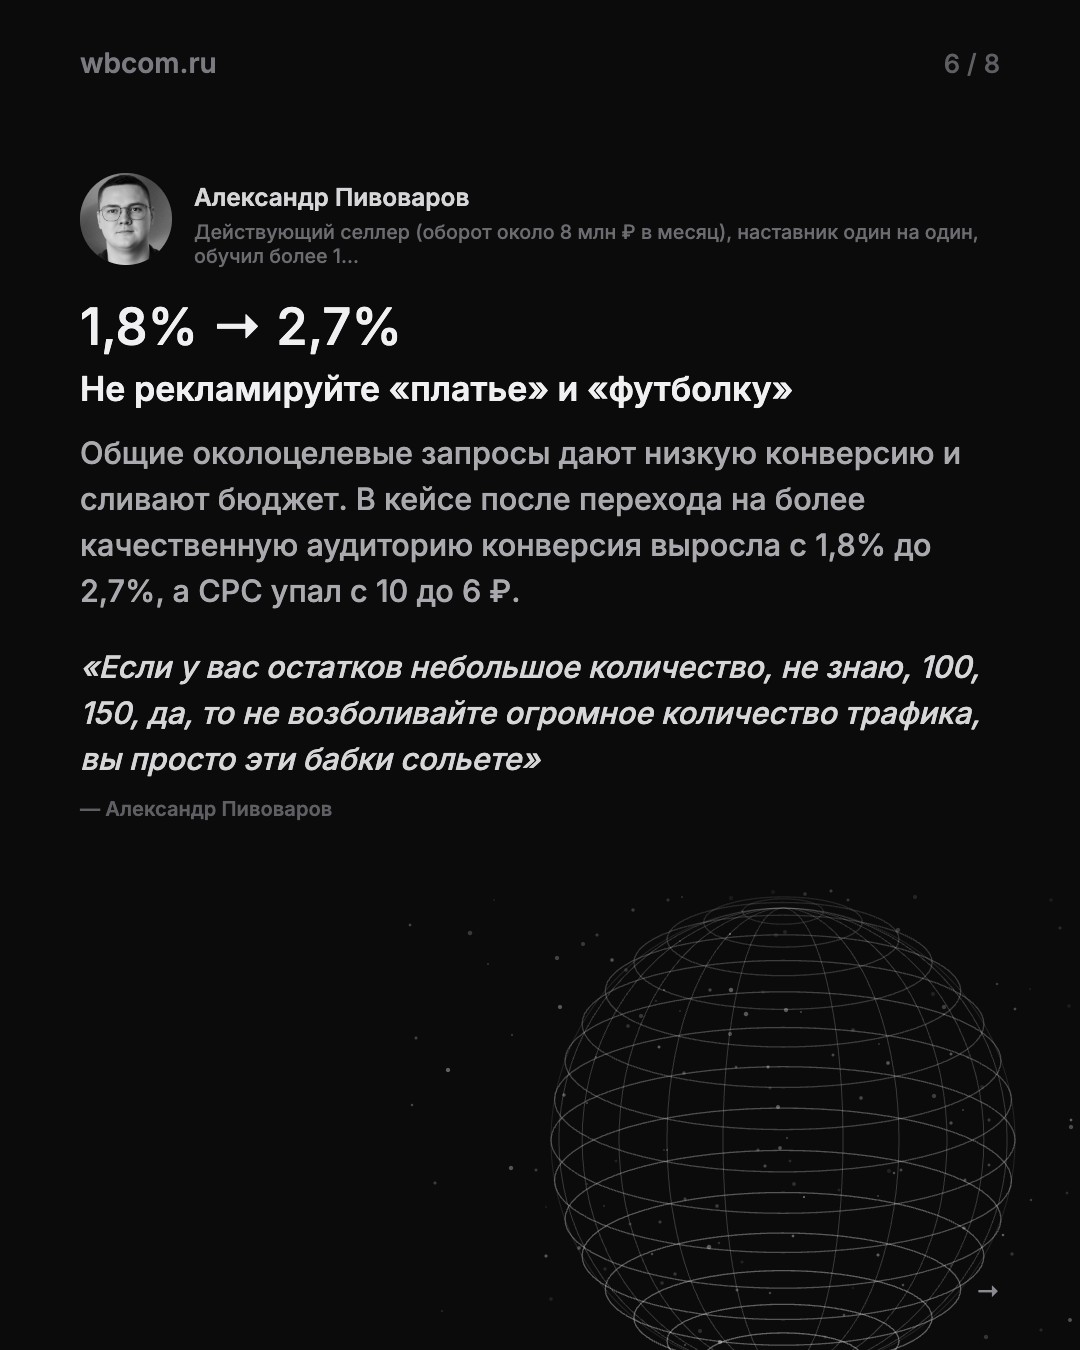 wbcom.ru
6 / 8
Александр Пивоваров
Действующий селлер (оборот около 8 млн ₽ в месяц), наставник один на один,
обучил более 1...
1,8% → 2,7%
Не рекламируйте «платье» и «футболку»
Общие околоцелевые запросы дают низкую конверсию и
сливают бюджет. В кейсе после перехода на более
качественную аудиторию конверсия выросла с 1,8% до
2,7%, а CPC упал с 10 до 6 ₽.
«Если у вас остатков небольшое количество, не знаю, 100,
150, да, то не возболивайте огромное количество трафика,
вы просто эти бабки сольете»
— Александр Пивоваров
→